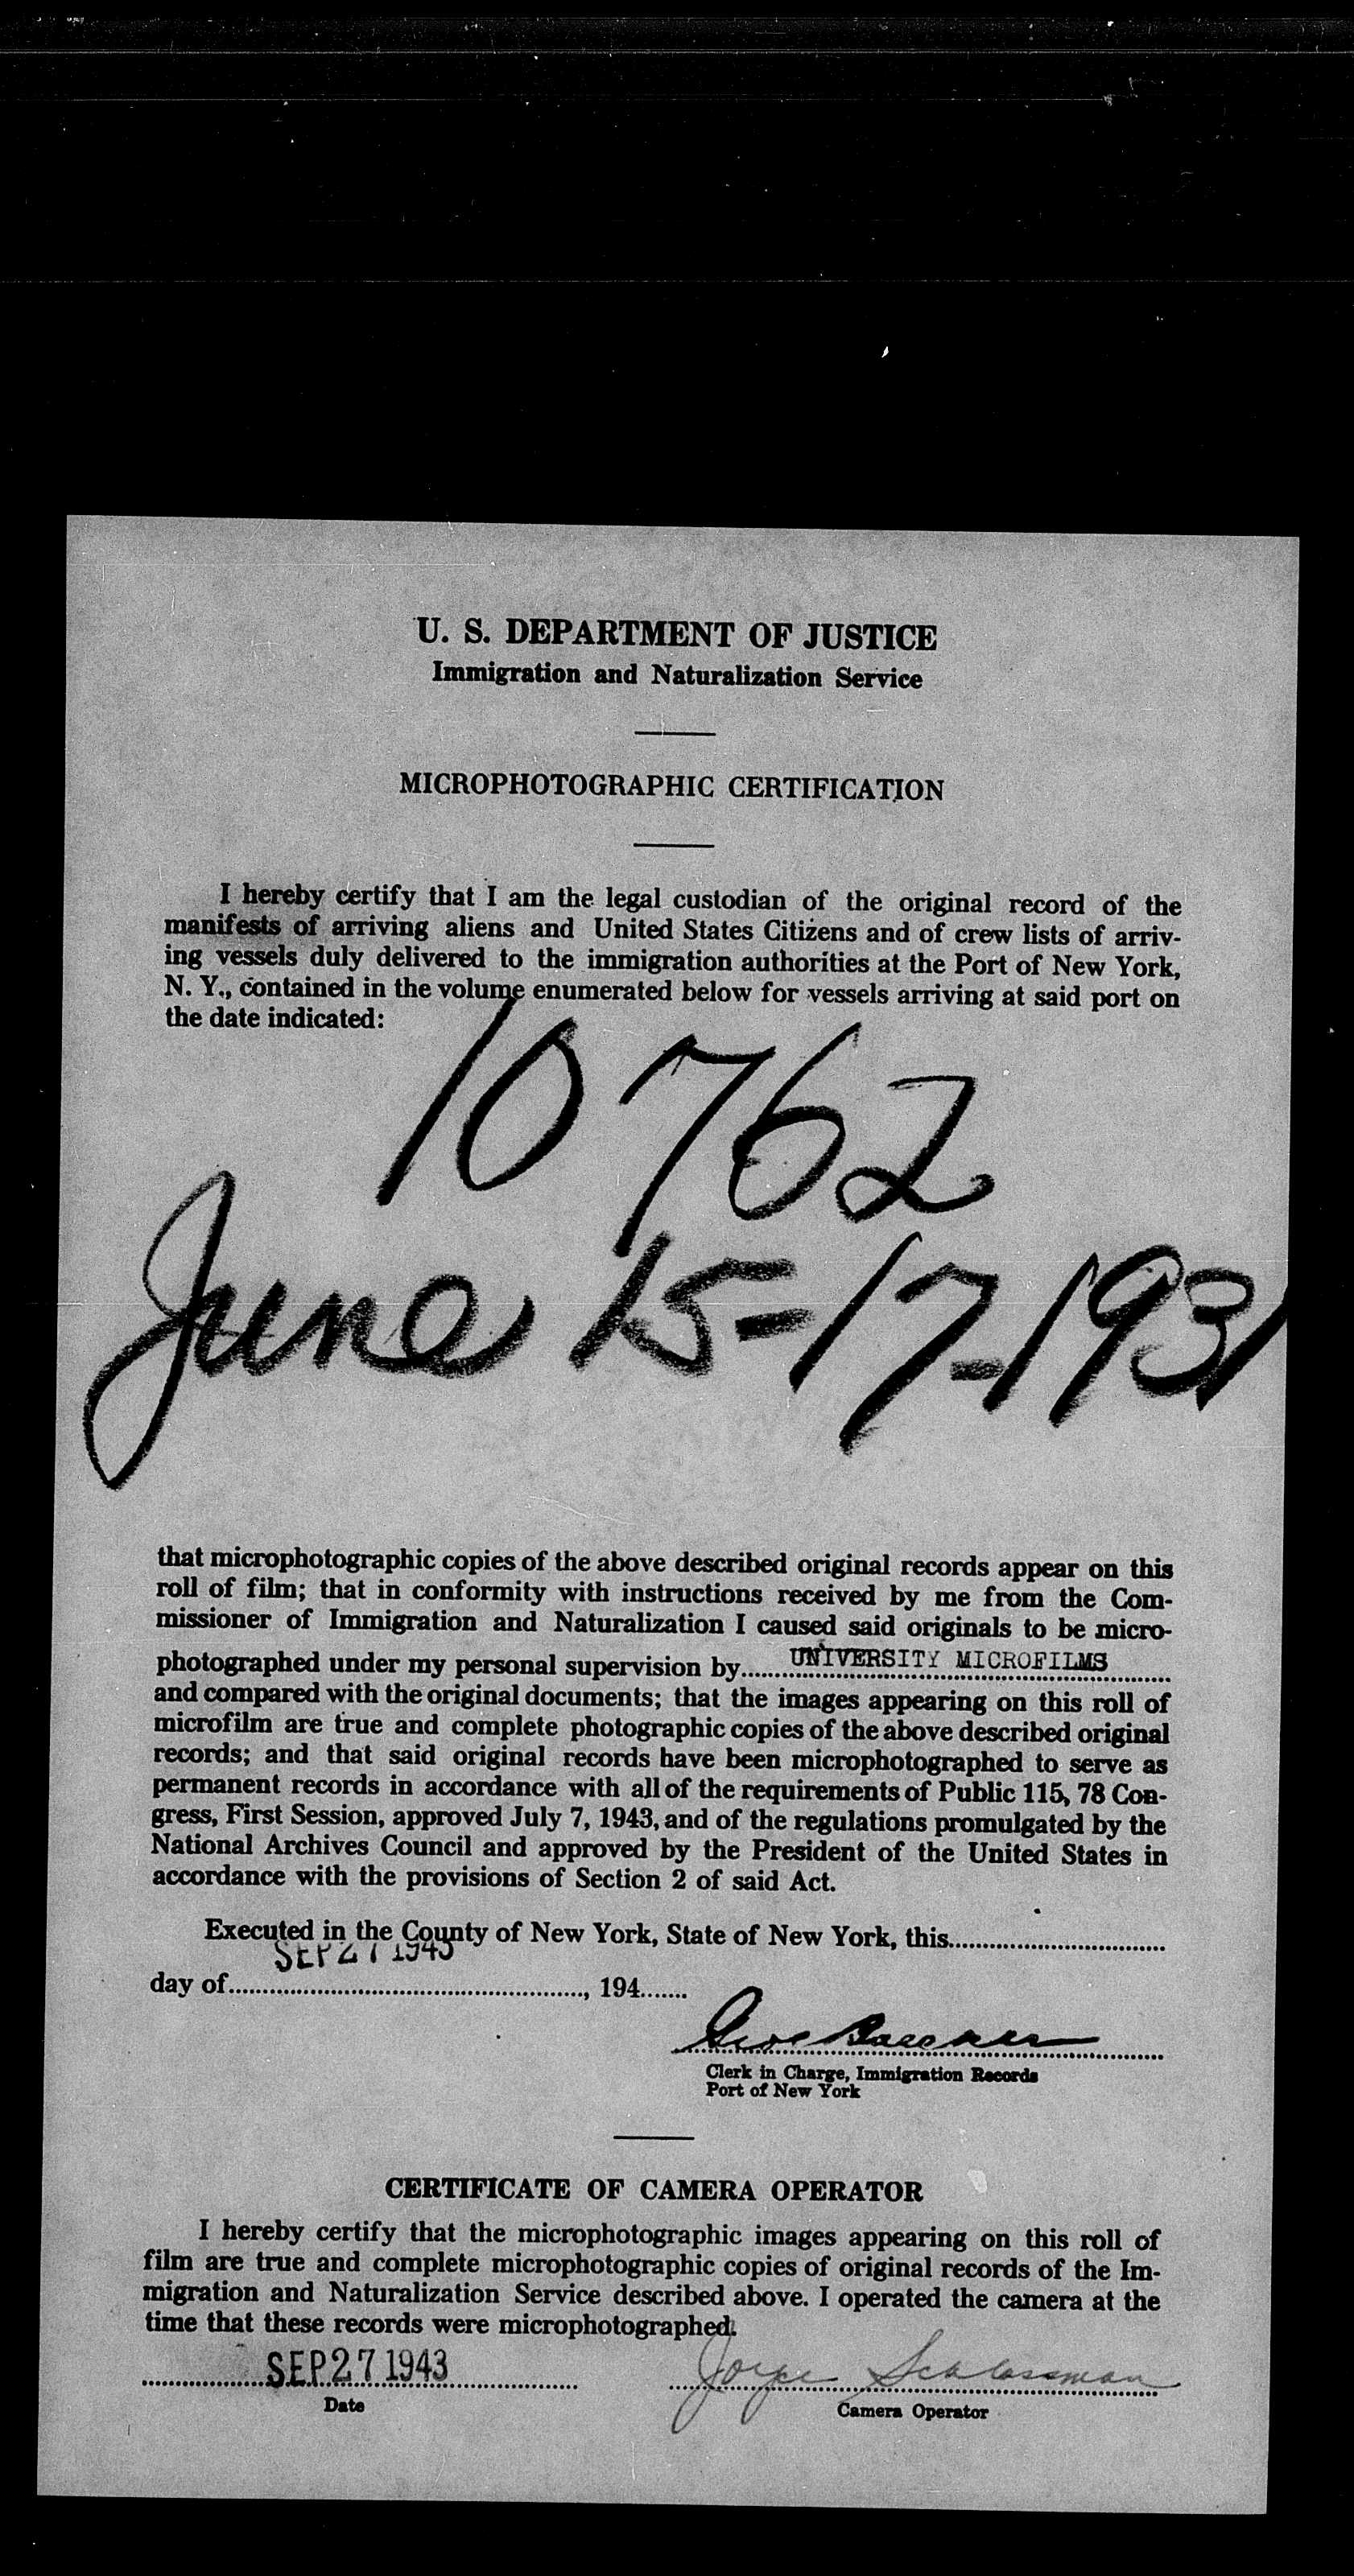 U. S. DEPARTMENT OF JUSTICE
Immigration and Naturalization Service
MICROPHOTOGRAPHIC CERTIFICATION
I hereby certify that I am the legal custodian of the original record of the
manifests of arriving aliens and United States Citizens and of crew lists of arriv-
ing vessels duly delivered to the immigration authorities at the Port of New York,
N. Y., contained in the volume enumerated below for vessels arriving at said port on
the date indicated:
10762
June 15-17-1931
that microphotographic copies of the above described original records appear on this
roll of film; that in conformity with instructions received by me from the Com-
missioner of Immigration and Naturalization I caused said originals to be micro-
photographed under my personal supervision by UNIVERSITY MICROFILMS
and compared with the original documents; that the images appearing on this roll of
microfilm are true and complete photographic copies of the above described original
records; and that said original records have been microphotographed to serve as
permanent records in accordance with all of the requirements of Public 115, 78 Con-
gress, First Session, approved July 7, 1943, and of the regulations promulgated by the
National Archives Council and approved by the President of the United States in
accordance with the provisions of Section 2 of said Act.
Executed in the County of New York, State of New York, this
SEP 27 1943
day of, 194
Clerk in Charge, Immigration Records
Port of New York
CERTIFICATE OF CAMERA OPERATOR
I hereby certify that the microphotographic images appearing on this roll of
film are true and complete microphotographic copies of original records of the Im-
migration and Naturalization Service described above. I operated the camera at the
time that these records were microphotographed.
SEP 27 1943
Date
Camera Operator